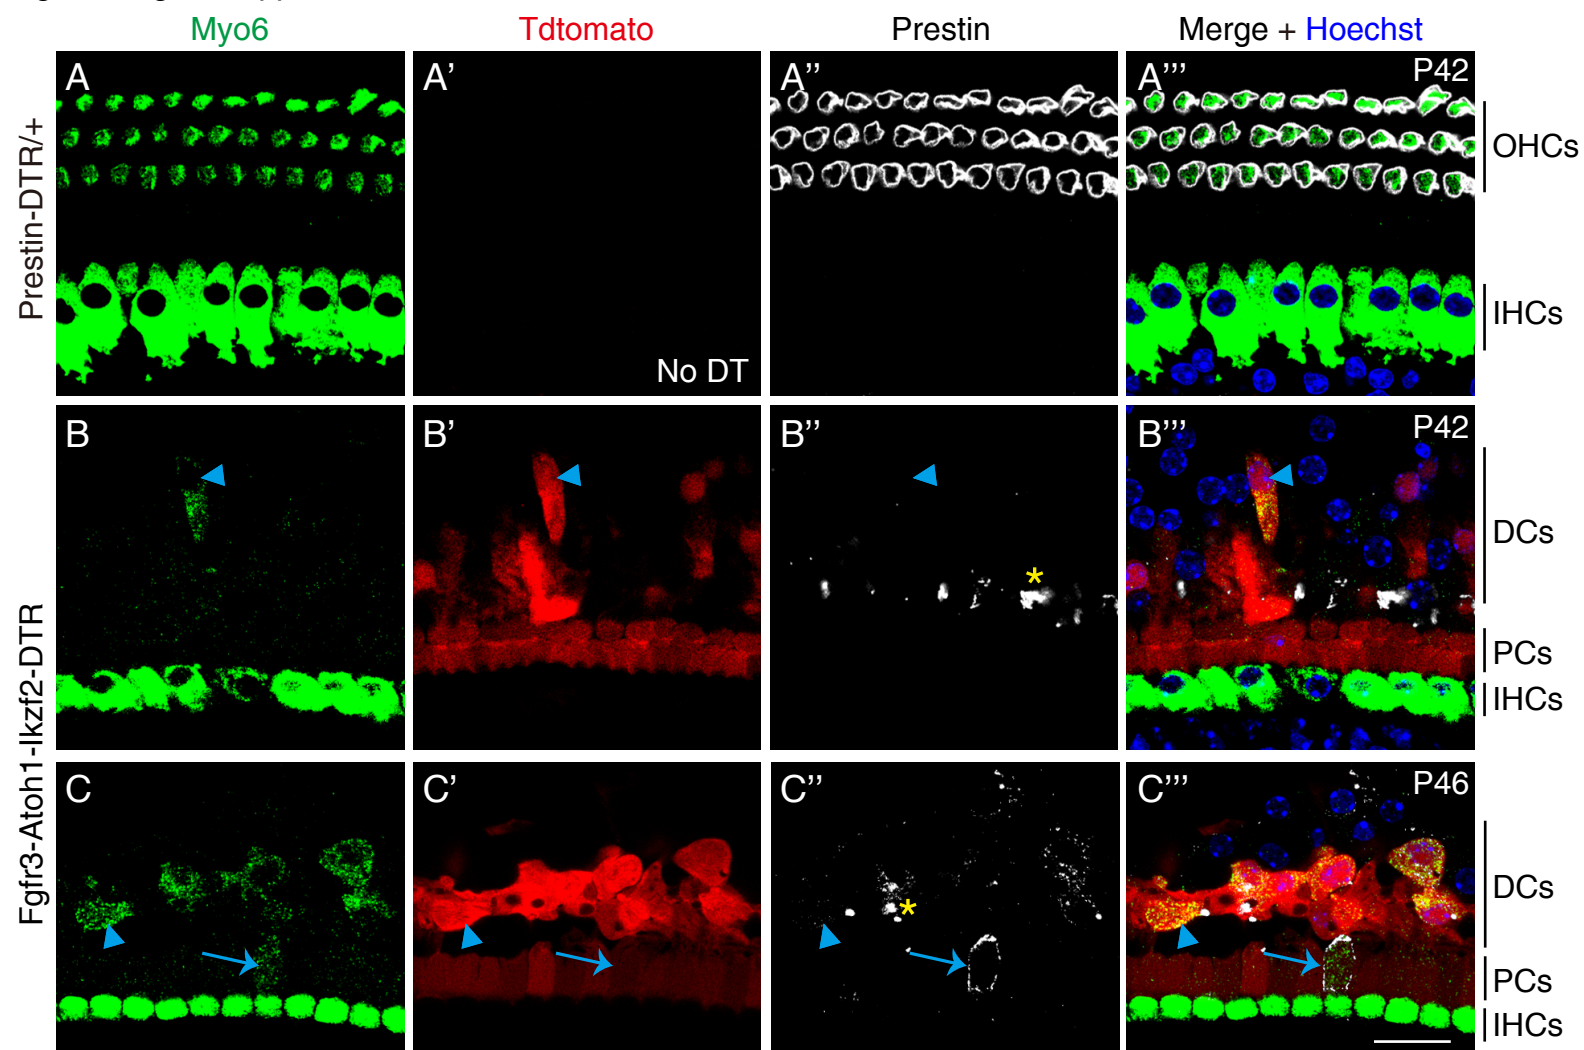 Myo6 Tdtomato Prestin Merge + Hoechst
Prestin-DTR/+
A A' A'' A''' P42
OHCs
IHCs
No DT
Fgfr3-Atoh1-Ikzf2-DTR
B B' B'' B''' P42
DCs
*
PCs
IHCs
C C' C'' C''' P46
DCs
*
PCs
IHCs